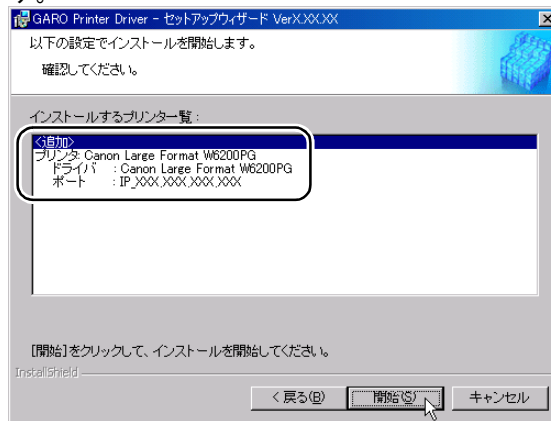 す。
GARO Printer Driver - セットアップウィザード VerX.XX.XX
以下の設定でインストールを開始します。
確認してください。
インストールするプリンター覧:
<追加>
プリンタ: Canon Large Format W6200PG
ドライバ : Canon Large Format W6200PG
ポート : IP_XXX.XXX.XXX.XXX
[開始]をクリックして、インストールを開始してください。
InstallShield
< 戻る(B)
開始(S)
キャンセル